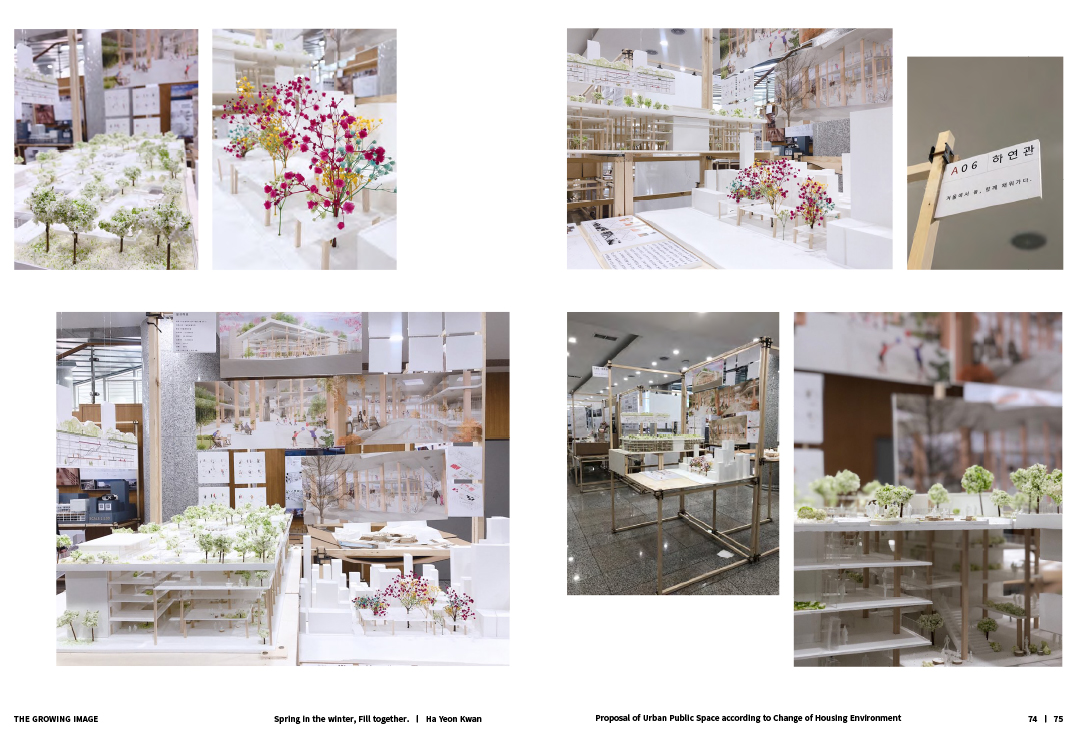 A06 하연관
겨울에서 봄, 함께 채워가다.
THE GROWING IMAGE
Spring in the winter, Fill together. | Ha Yeon Kwan
Proposal of Urban Public Space according to Change of Housing Environment
74 | 75